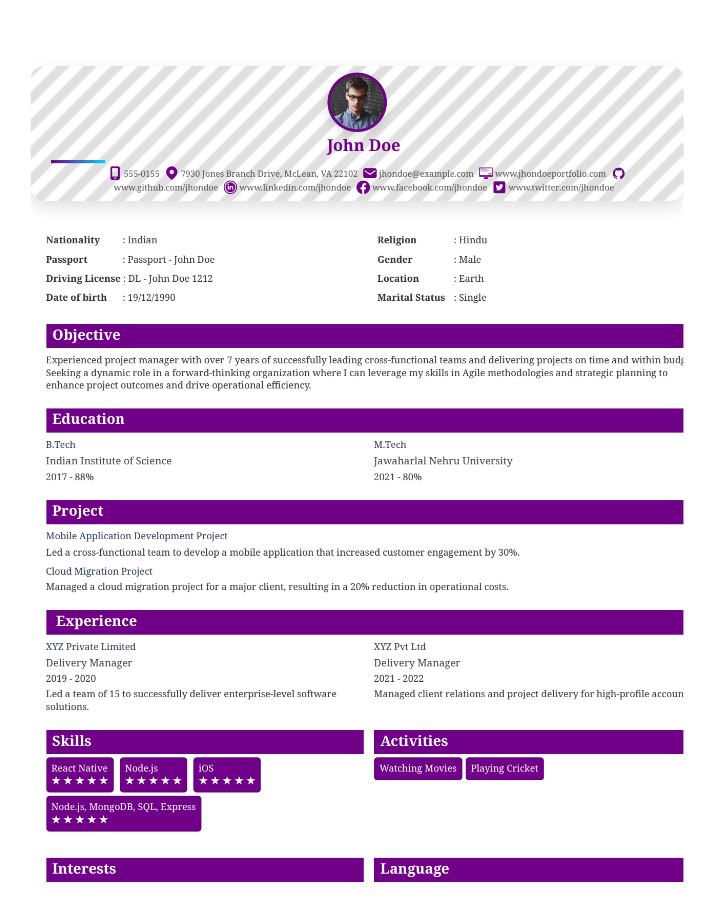 John Doe
555-0155 7930 Jones Branch Drive, McLean, VA 22102 jhondoe@example.com www.jhondoeportfolio.com
www.github.com/jhondoe www.linkedin.com/jhondoe www.facebook.com/jhondoe www.twitter.com/jhondoe
Nationality : Indian
Religion : Hindu
Passport : Passport - John Doe
Gender : Male
Driving License : DL - John Doe 1212
Location : Earth
Date of birth : 19/12/1990
Marital Status : Single
Objective
Experienced project manager with over 7 years of successfully leading cross-functional teams and delivering projects on time and within
Seeking a dynamic role in a forward-thinking organization where I can leverage my skills in Agile methodologies and strategic planning to
enhance project outcomes and drive operational efficiency.
Education
B.Tech
Indian Institute of Science
2017 - 88%
M.Tech
Jawaharlal Nehru University
2021 - 80%
Project
Mobile Application Development Project
Led a cross-functional team to develop a mobile application that increased customer engagement by 30%.
Cloud Migration Project
Managed a cloud migration project for a major client, resulting in a 20% reduction in operational costs.
Experience
XYZ Private Limited
Delivery Manager
2019 - 2020
Led a team of 15 to successfully deliver enterprise-level software
solutions.
XYZ Pvt Ltd
Delivery Manager
2021 - 2022
Managed client relations and project delivery for high-profile accoun
Skills
React Native
★★★★★
Node.js
★★★★★
iOS
★★★★★
Node.js, MongoDB, SQL, Express
★★★★★
Activities
Watching Movies
Playing Cricket
Interests
Language